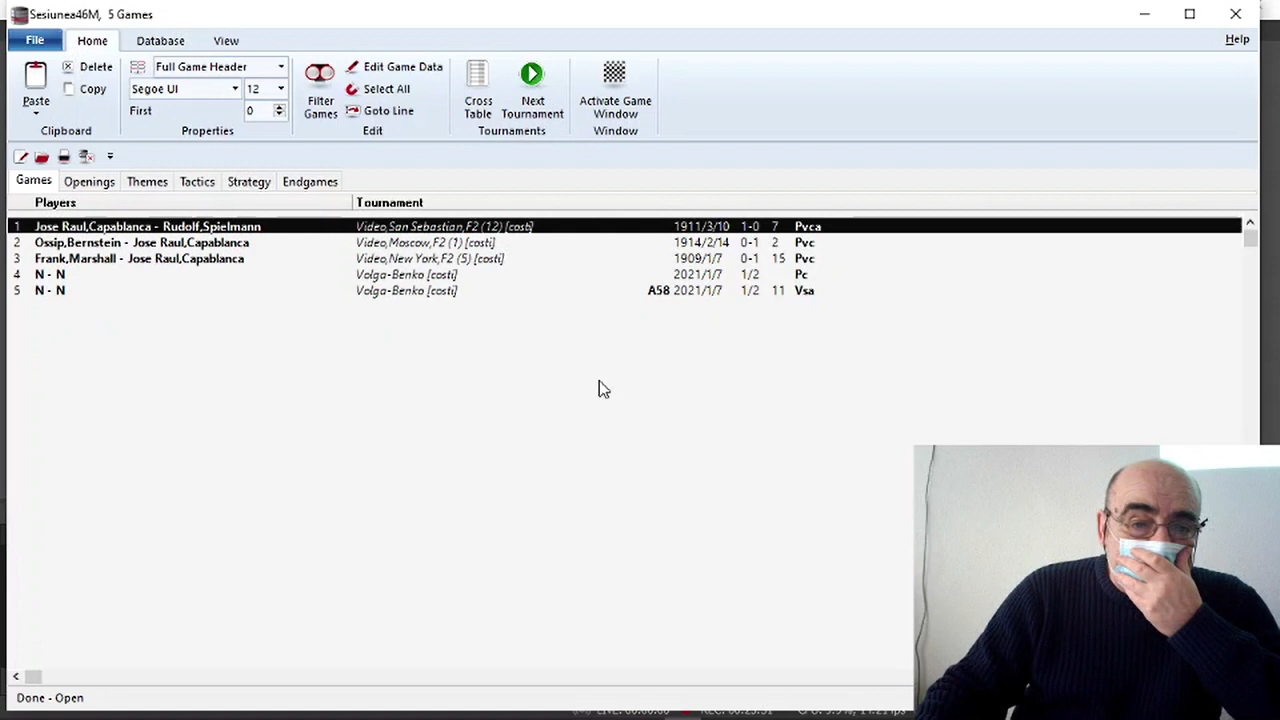 Sesiunea46M, 5 Games
File Home Database View Help
Paste Delete Copy Clipboard
Full Game Header
Segoe UI 12
First 0
Properties
Filter Games Edit Game Data
Select All
Goto Line
Edit
Cross Table Next Tournament
Tournaments
Activate Game Window
Window
Games Openings Themes Tactics Strategy Endgames
Players Tournament
1 Jose Raul,Capablanca - Rudolf,Spielmann Video,San Sebastian,F2 (12) [costi] 1911/3/10 1-0 7 Pvca
2 Ossip,Bernstein - Jose Raul,Capablanca Video,Moscow,F2 (1) [costi] 1914/2/14 0-1 2 Pvc
3 Frank,Marshall - Jose Raul,Capablanca Video,New York,F2 (5) [costi] 1909/1/7 0-1 15 Pvc
4 N - N Volga-Benko [costi] 2021/1/7 1/2 Pc
5 N - N Volga-Benko [costi] A58 2021/1/7 1/2 11 Vsa
Done - Open